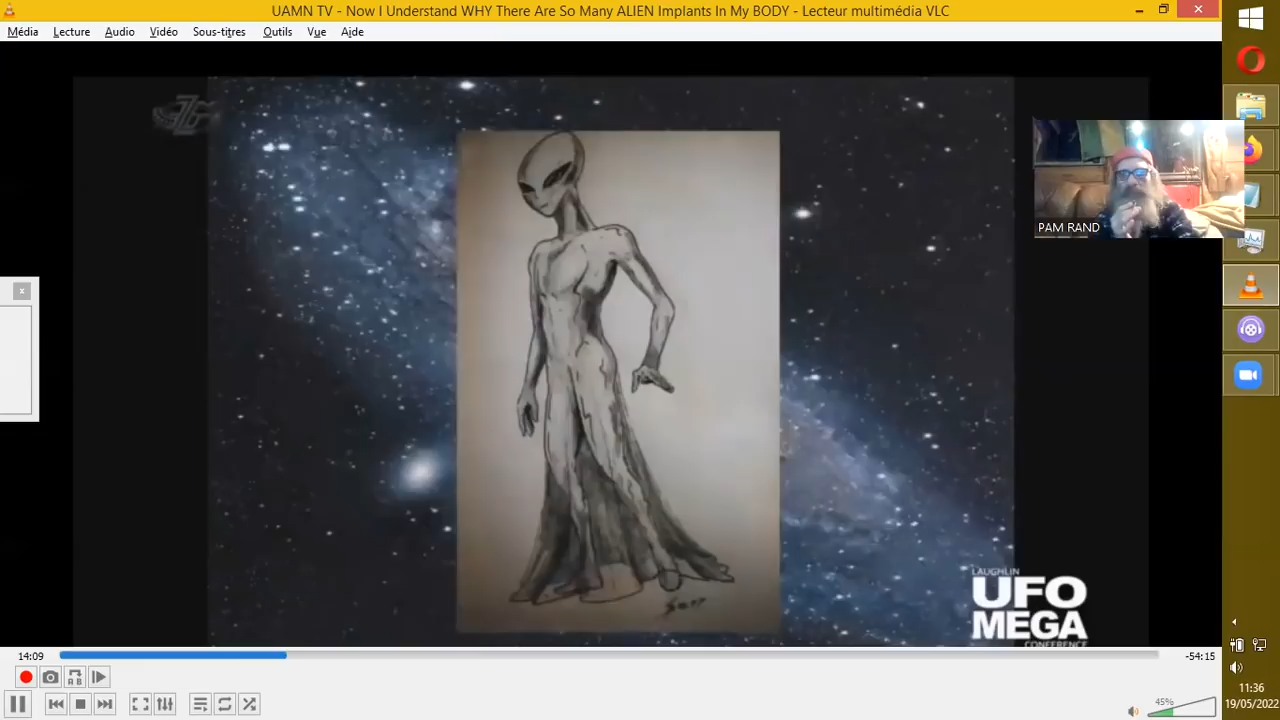 UAMN TV - Now I Understand WHY There Are So Many ALIEN Implants In My BODY - Lecteur multimédia VLC
Média Lecture Audio Vidéo Sous-titres Outils Vue Aide
PAM RAND
LAUGHLIN
UFO
MEGA
CONFERENCE
14:09
-54:15
A B
45%
11:36
19/05/2022